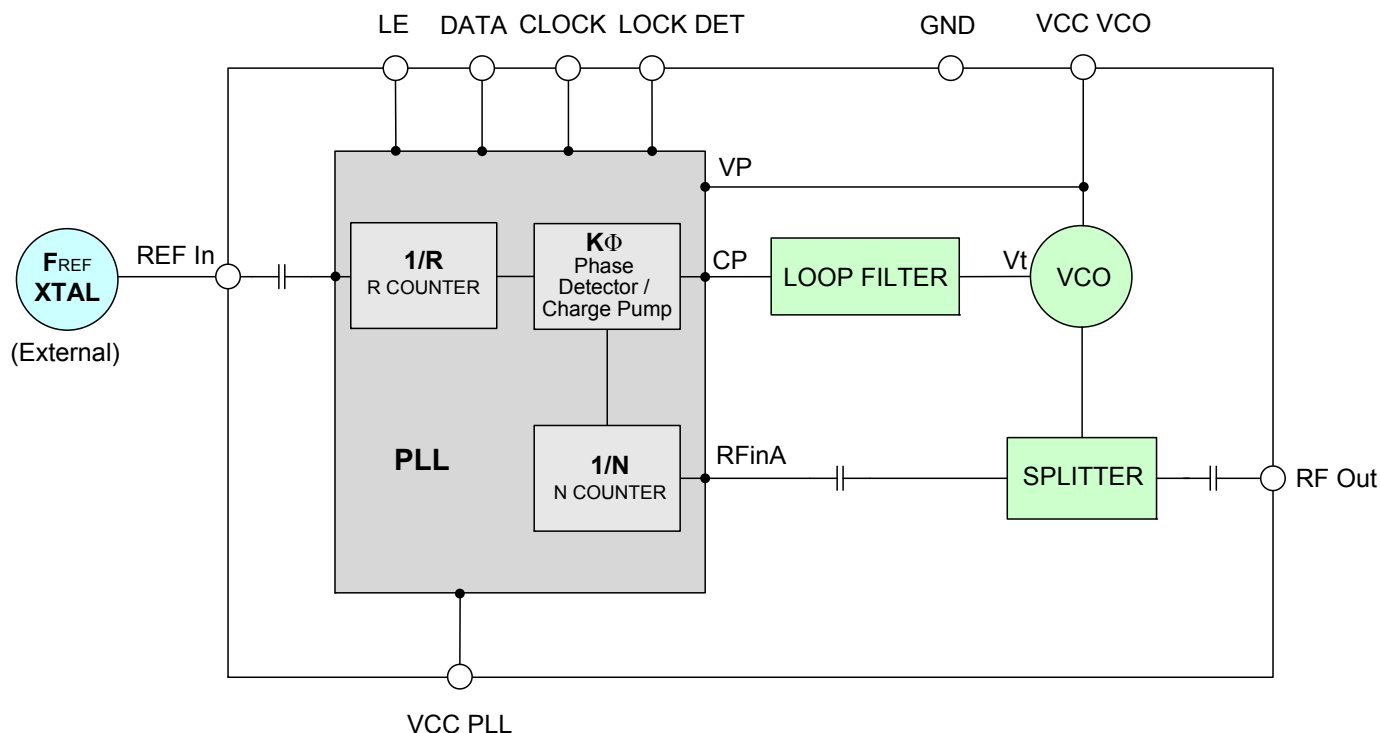 LE
DATA
CLOCK
LOCK DET
GND
VCC VCO
VP
FREF
XTAL
(External)
REF In
1/R
R COUNTER
KΦ
Phase
Detector /
Charge Pump
CP
LOOP FILTER
Vt
VCO
PLL
1/N
N COUNTER
RFinA
SPLITTER
RF Out
VCC PLL